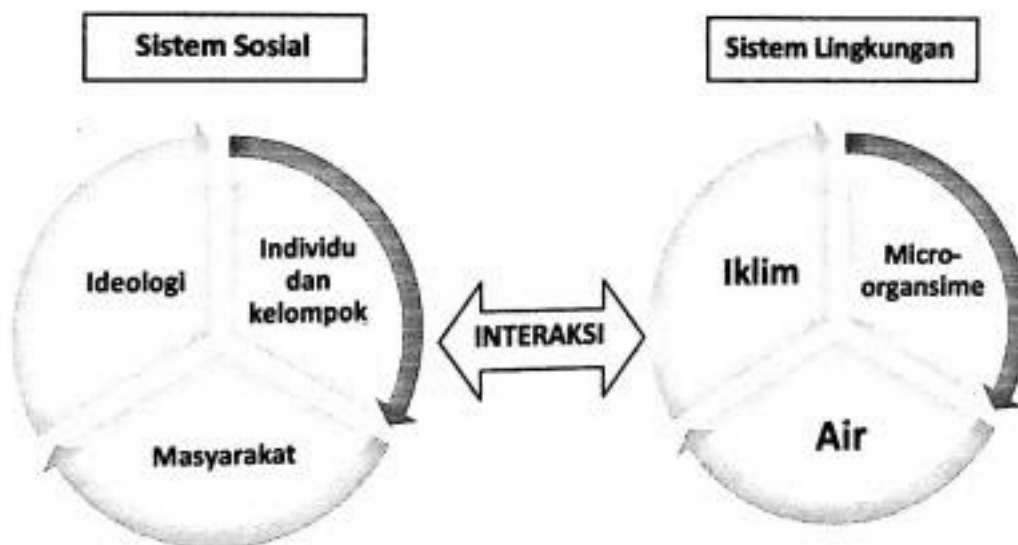 Sistem Sosial
Sistem Lingkungan
Ideologi
Individu
dan
kelompok
Masyarakat
INTERAKSI
Iklim
Micro-
organsime
Air